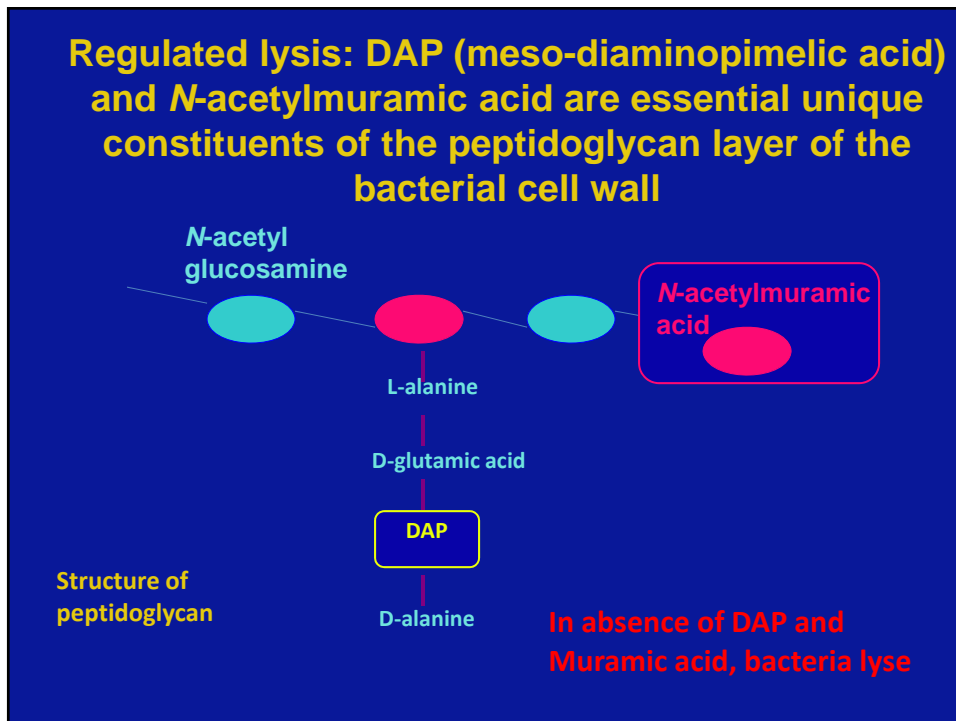 Regulated lysis: DAP (meso-diaminopimelic acid)
and N-acetylmuramic acid are essential unique
constituents of the peptidoglycan layer of the
bacterial cell wall
N-acetyl
glucosamine
N-acetylmuramic
acid
L-alanine
D-glutamic acid
DAP
D-alanine
Structure of
peptidoglycan
In absence of DAP and
Muramic acid, bacteria lyse